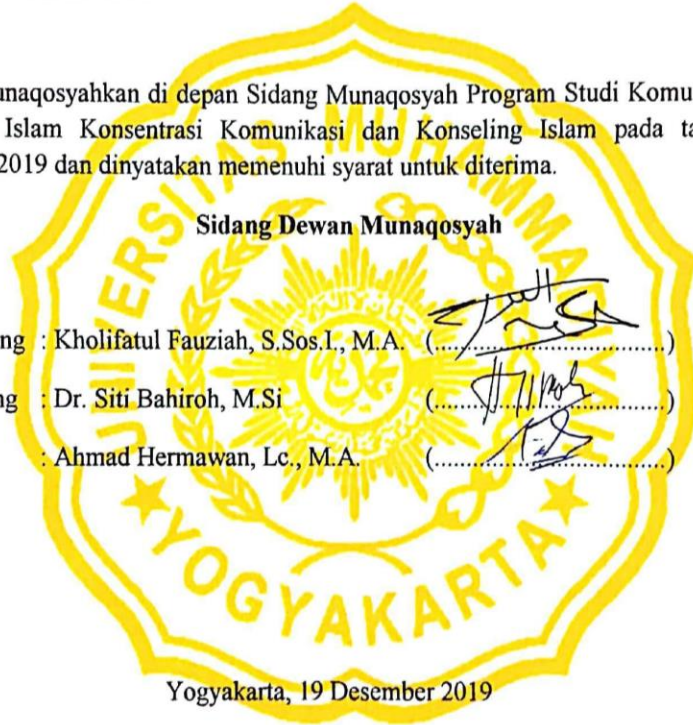 unaqosyahkan di depan Sidang Munaqosyah Program Studi Komu
Islam Konsentrasi Komunikasi dan Konseling Islam pada ta
2019 dan dinyatakan memenuhi syarat untuk diterima.
Sidang Dewan Munaqosyah
ng : Kholifatul Fauziah, S.Sos.I., M.A. (........................................)
ng : Dr. Siti Bahiroh, M.Si (........................................)
: Ahmad Hermawan, Lc., M.A. (........................................)
UNIVERSITAS MUHAMMADIYAH
YOGYAKARTA
Yogyakarta, 19 Desember 2019